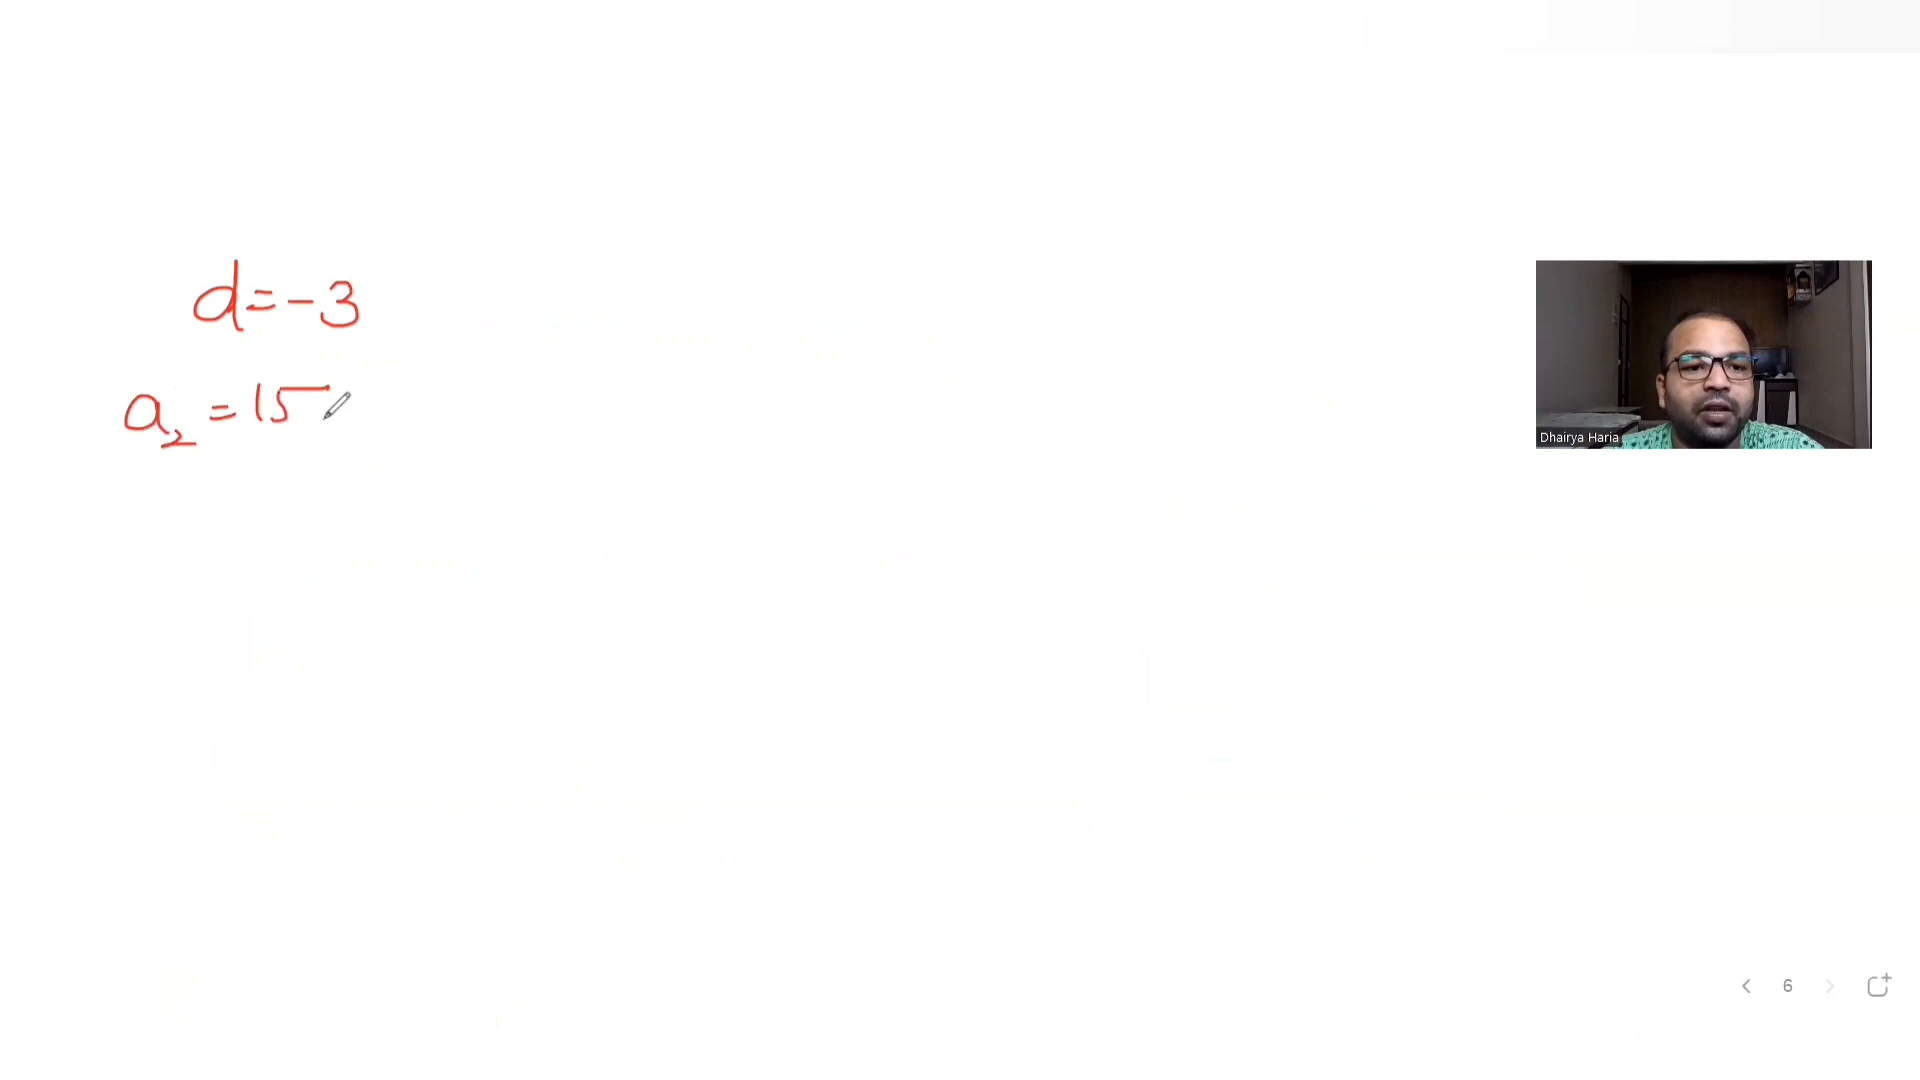 d = -3
a₂ = 15
Dhairya Haria
6